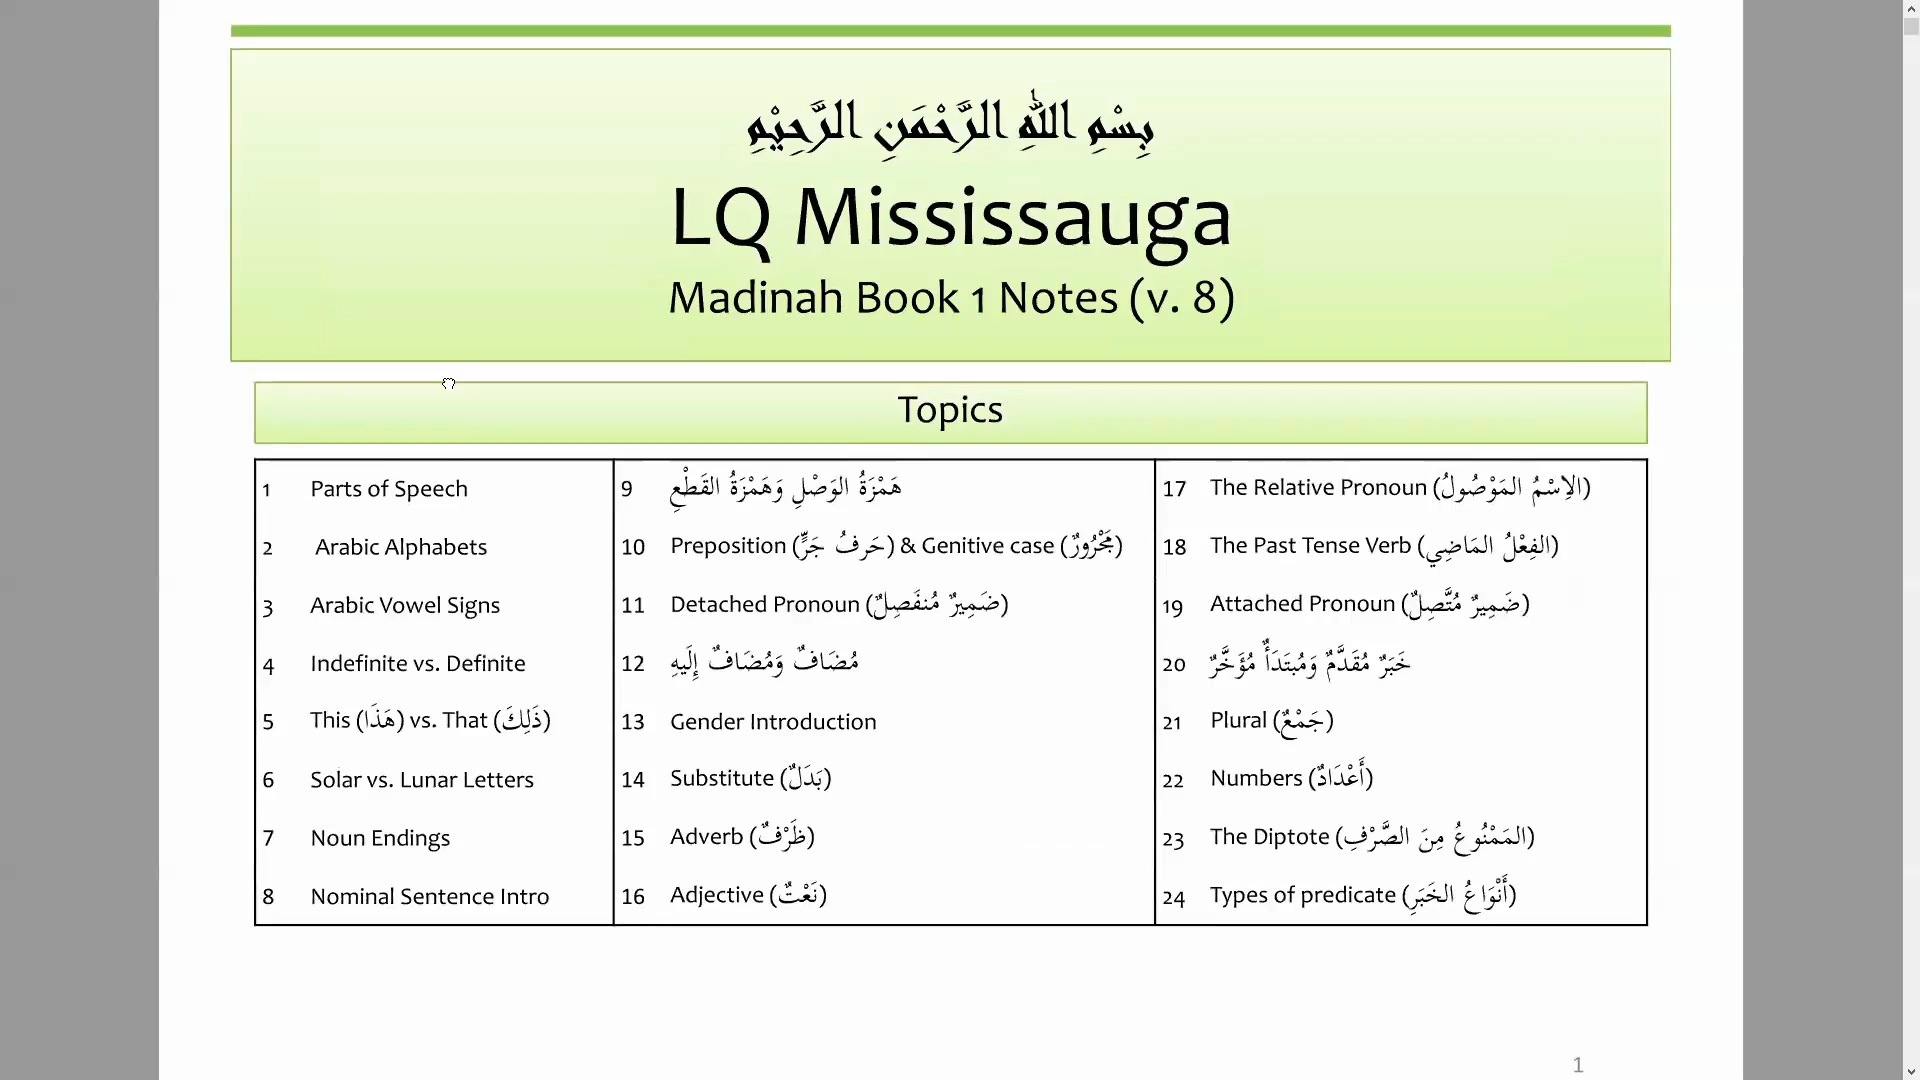 بِسْمِ اللهِ الرَّحْمَنِ الرَّحِيْمِ
LQ Mississauga
Madinah Book 1 Notes (v. 8)
Topics
1 Parts of Speech
2 Arabic Alphabets
3 Arabic Vowel Signs
4 Indefinite vs. Definite
5 This (هَذَا) vs. That (ذَلِكَ)
6 Solar vs. Lunar Letters
7 Noun Endings
8 Nominal Sentence Intro
9 هَمْزَةُ الوَصْلِ وَهَمْزَةُ القَطْعِ
10 Preposition (حَرفُ جَرٍّ) & Genitive case (مَجْرُورٌ)
11 Detached Pronoun (ضَمِيرٌ مُنفَصِلٌ)
12 مُضَافٌ وَمُضَافٌ إِلَيهِ
13 Gender Introduction
14 Substitute (بَدَلٌ)
15 Adverb (ظَرْفٌ)
16 Adjective (نَعْتٌ)
17 The Relative Pronoun (الاِسْمُ المَوْصُولُ)
18 The Past Tense Verb (الفِعْلُ المَاضِي)
19 Attached Pronoun (ضَمِيرٌ مُتَّصِلٌ)
20 خَبَرٌ مُقَدَّمٌ وَمُبتَدَأٌ مُؤَخَّرٌ
21 Plural (جَمْعٌ)
22 Numbers (أَعْدَادٌ)
23 The Diptote (المَمْنُوعُ مِنَ الصَّرْفِ)
24 Types of predicate (أَنْوَاعُ الخَبَرِ)
1